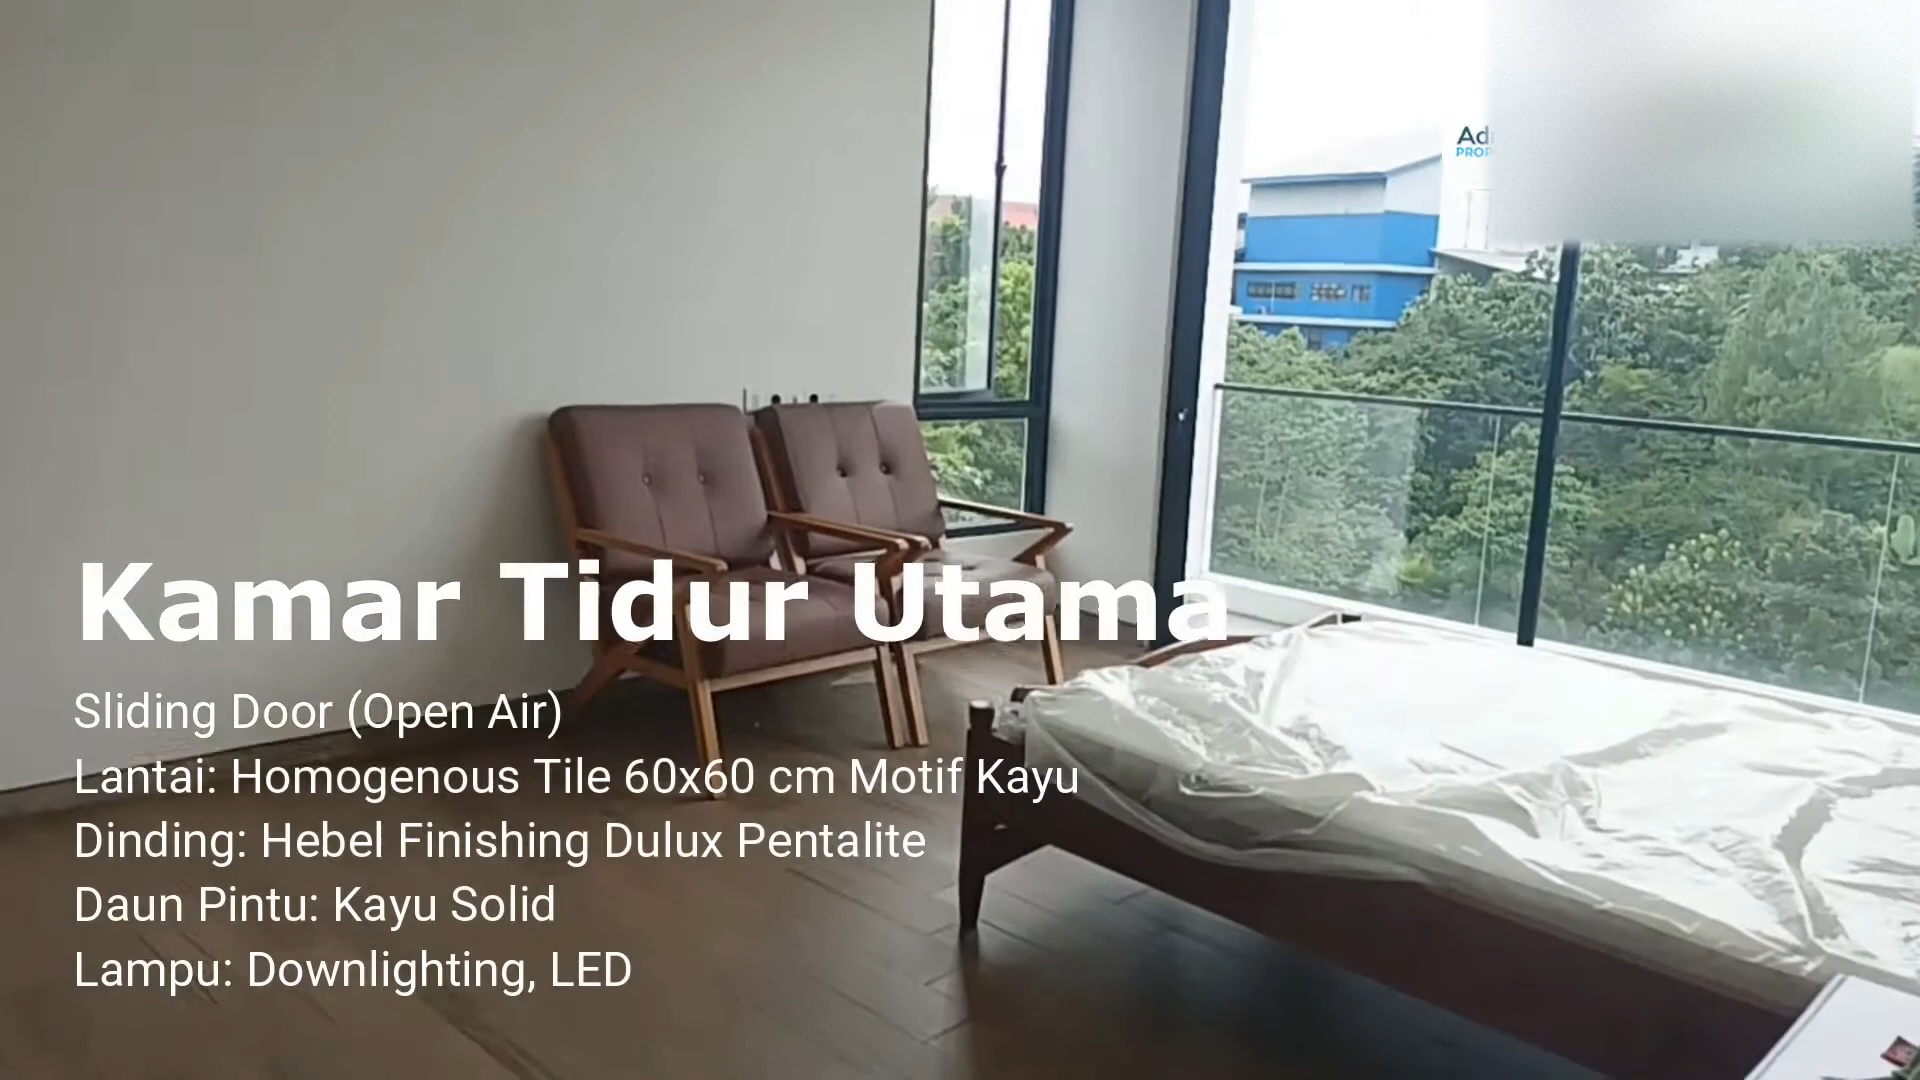 Kamar Tidur Utama
Sliding Door (Open Air)
Lantai: Homogenous Tile 60x60 cm Motif Kayu
Dinding: Hebel Finishing Dulux Pentalite
Daun Pintu: Kayu Solid
Lampu: Downlighting, LED